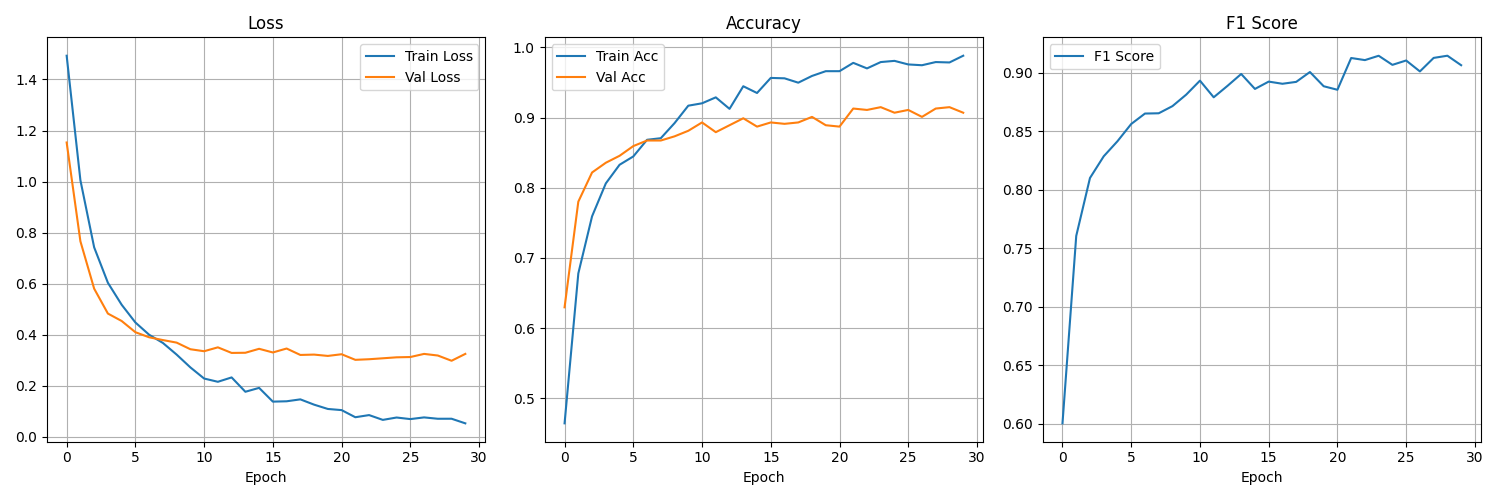 Loss
Train Loss
Val Loss
1.4
1.2
1.0
0.8
0.6
0.4
0.2
0.0
0 5 10 15 20 25 30
Epoch
Accuracy
Train Acc
Val Acc
1.0
0.9
0.8
0.7
0.6
0.5
0 5 10 15 20 25 30
Epoch
F1 Score
F1 Score
0.90
0.85
0.80
0.75
0.70
0.65
0.60
0 5 10 15 20 25 30
Epoch